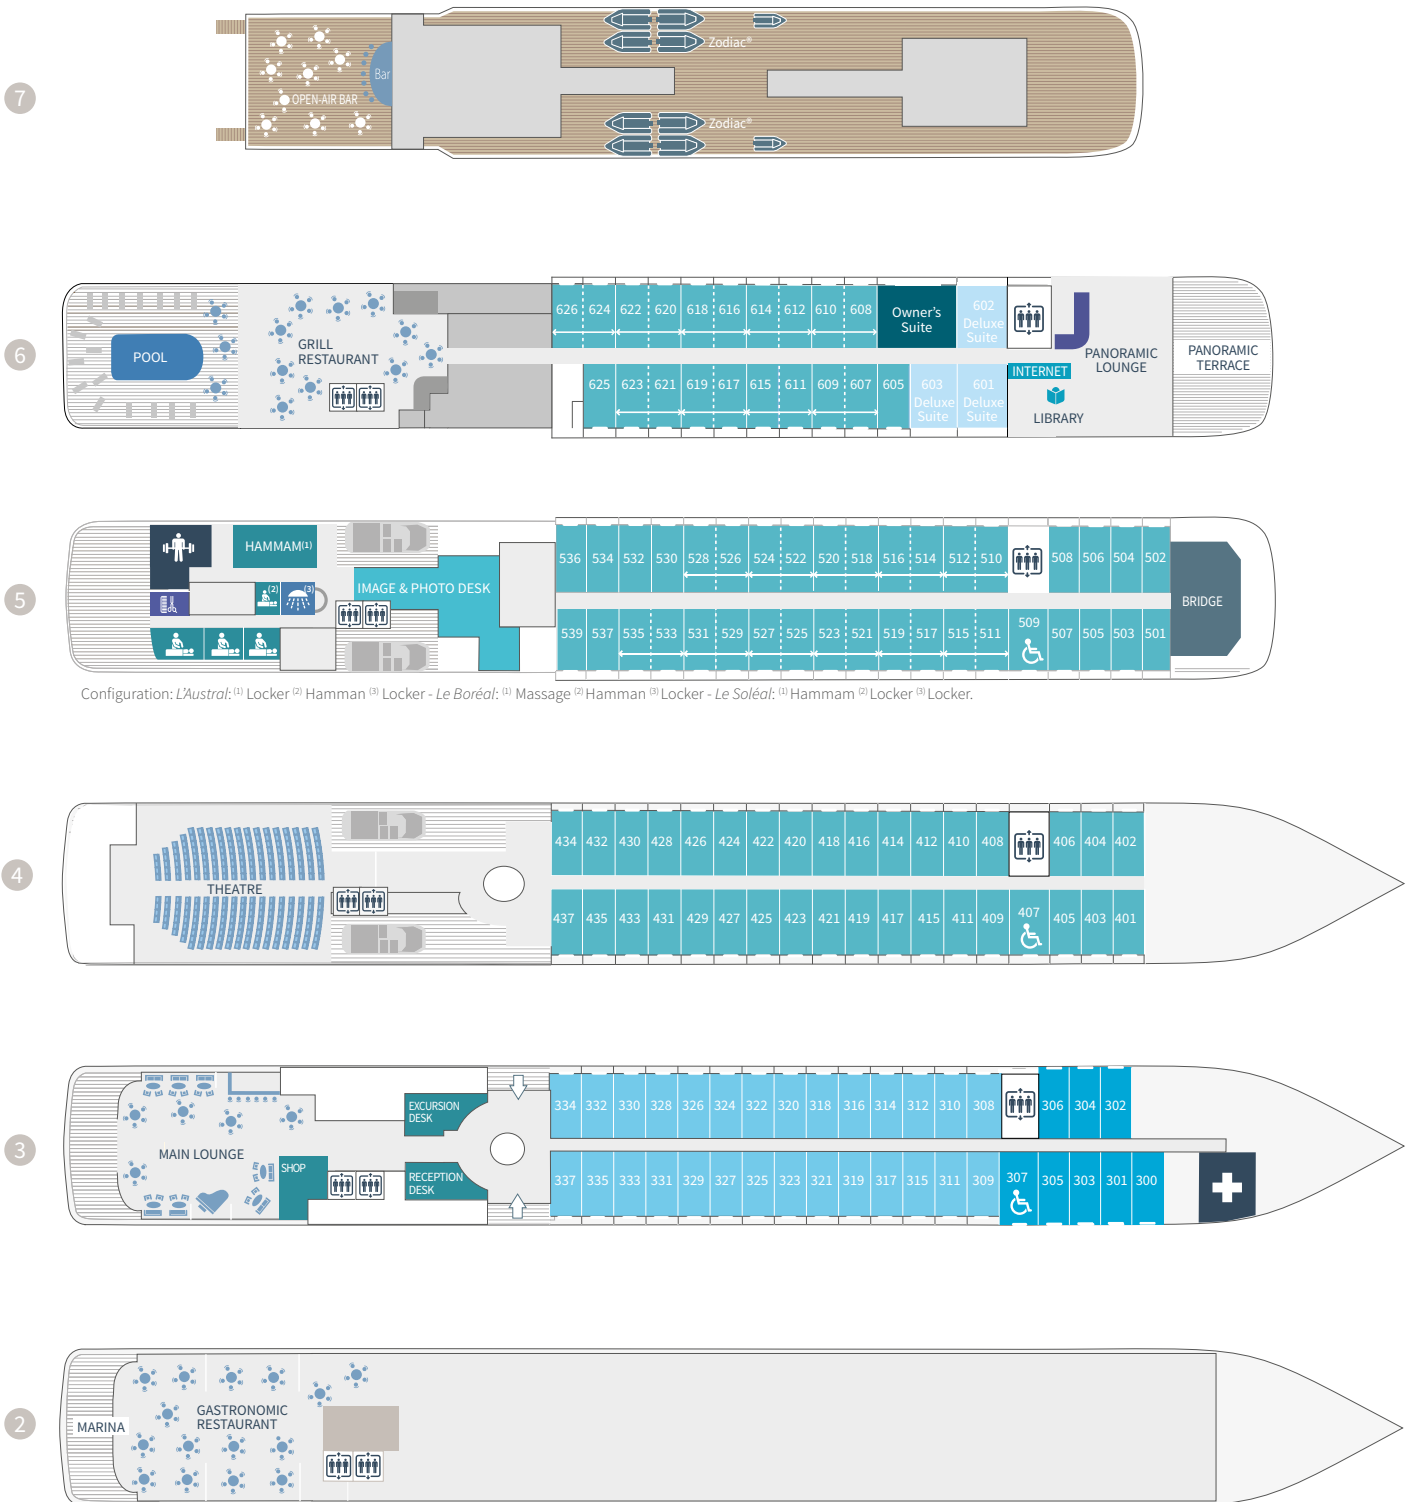 Zodiac®
Bar
OPEN-AIR BAR
7
Zodiac®
626 624 622 620 618 616 614 612 610 608
Owner's
Suite
602
Deluxe
Suite
6
POOL
GRILL
RESTAURANT
PANORAMIC
LOUNGE
PANORAMIC
TERRACE
INTERNET
LIBRARY
625 623 621 619 617 615 611 609 607 605
603
Deluxe
Suite
601
Deluxe
Suite
HAMMAM(1)
536 534 532 530 528 526 524 522 520 518 516 514 512 510 508 506 504 502
5
(2)
(3)
IMAGE & PHOTO DESK
BRIDGE
539 537 535 533 531 529 527 525 523 521 519 517 515 511 509 507 505 503 501
Configuration: L'Austral: (1) Locker (2) Hamman (3) Locker - Le Boréal: (1) Massage (2) Hamman (3) Locker - Le Soléal: (1) Hammam (2) Locker (3) Locker.
434 432 430 428 426 424 422 420 418 416 414 412 410 408 406 404 402
4
THEATRE
437 435 433 431 429 427 425 423 421 419 417 415 411 409 407 405 403 401
EXCURSION
DESK
334 332 330 328 326 324 322 320 318 316 314 312 310 308 306 304 302
3
MAIN LOUNGE
SHOP
RECEPTION
DESK
337 335 333 331 329 327 325 323 321 319 317 315 311 309 307 305 303 301 300
2
MARINA
GASTRONOMIC
RESTAURANT